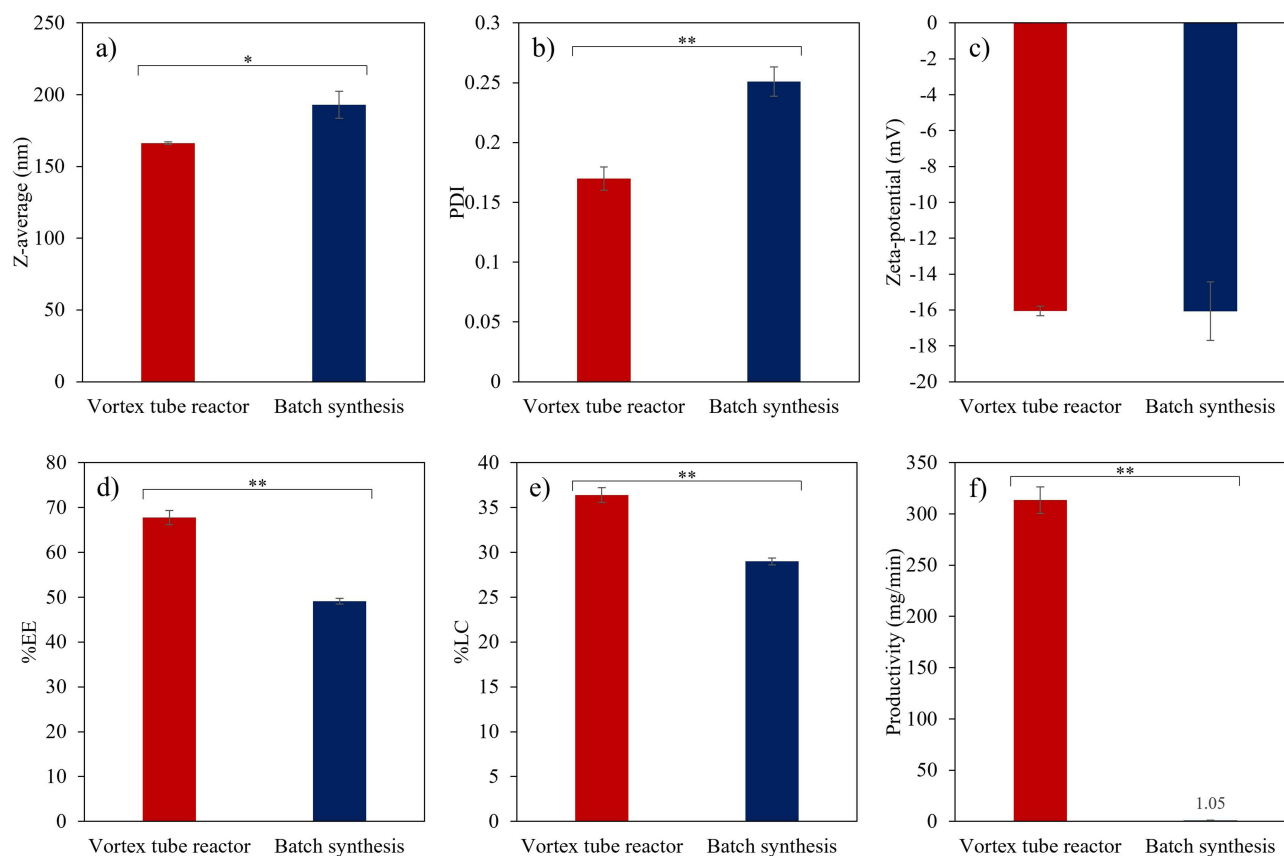 a)
*
Z-average (nm)
250
200
150
100
50
0
Vortex tube reactor
Batch synthesis
b)
**
PDI
0.3
0.25
0.2
0.15
0.1
0.05
0
Vortex tube reactor
Batch synthesis
c)
Zeta-potential (mV)
0
-2
-4
-6
-8
-10
-12
-14
-16
-18
-20
Vortex tube reactor
Batch synthesis
d)
**
%EE
80
70
60
50
40
30
20
10
0
Vortex tube reactor
Batch synthesis
e)
**
%LC
40
35
30
25
20
15
10
5
0
Vortex tube reactor
Batch synthesis
f)
**
Productivity (mg/min)
350
300
250
200
150
100
50
0
1.05
Vortex tube reactor
Batch synthesis